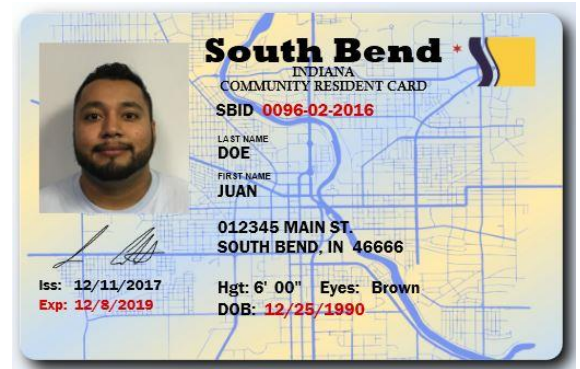 South Bend
INDIANA
COMMUNITY RESIDENT CARD
SBID 0096-02-2016
LAST NAME
DOE
FIRST NAME
JUAN
012345 MAIN ST.
SOUTH BEND, IN 46666
Iss: 12/11/2017
Exp: 12/8/2019
Hgt: 6' 00" Eyes: Brown
DOB: 12/25/1990